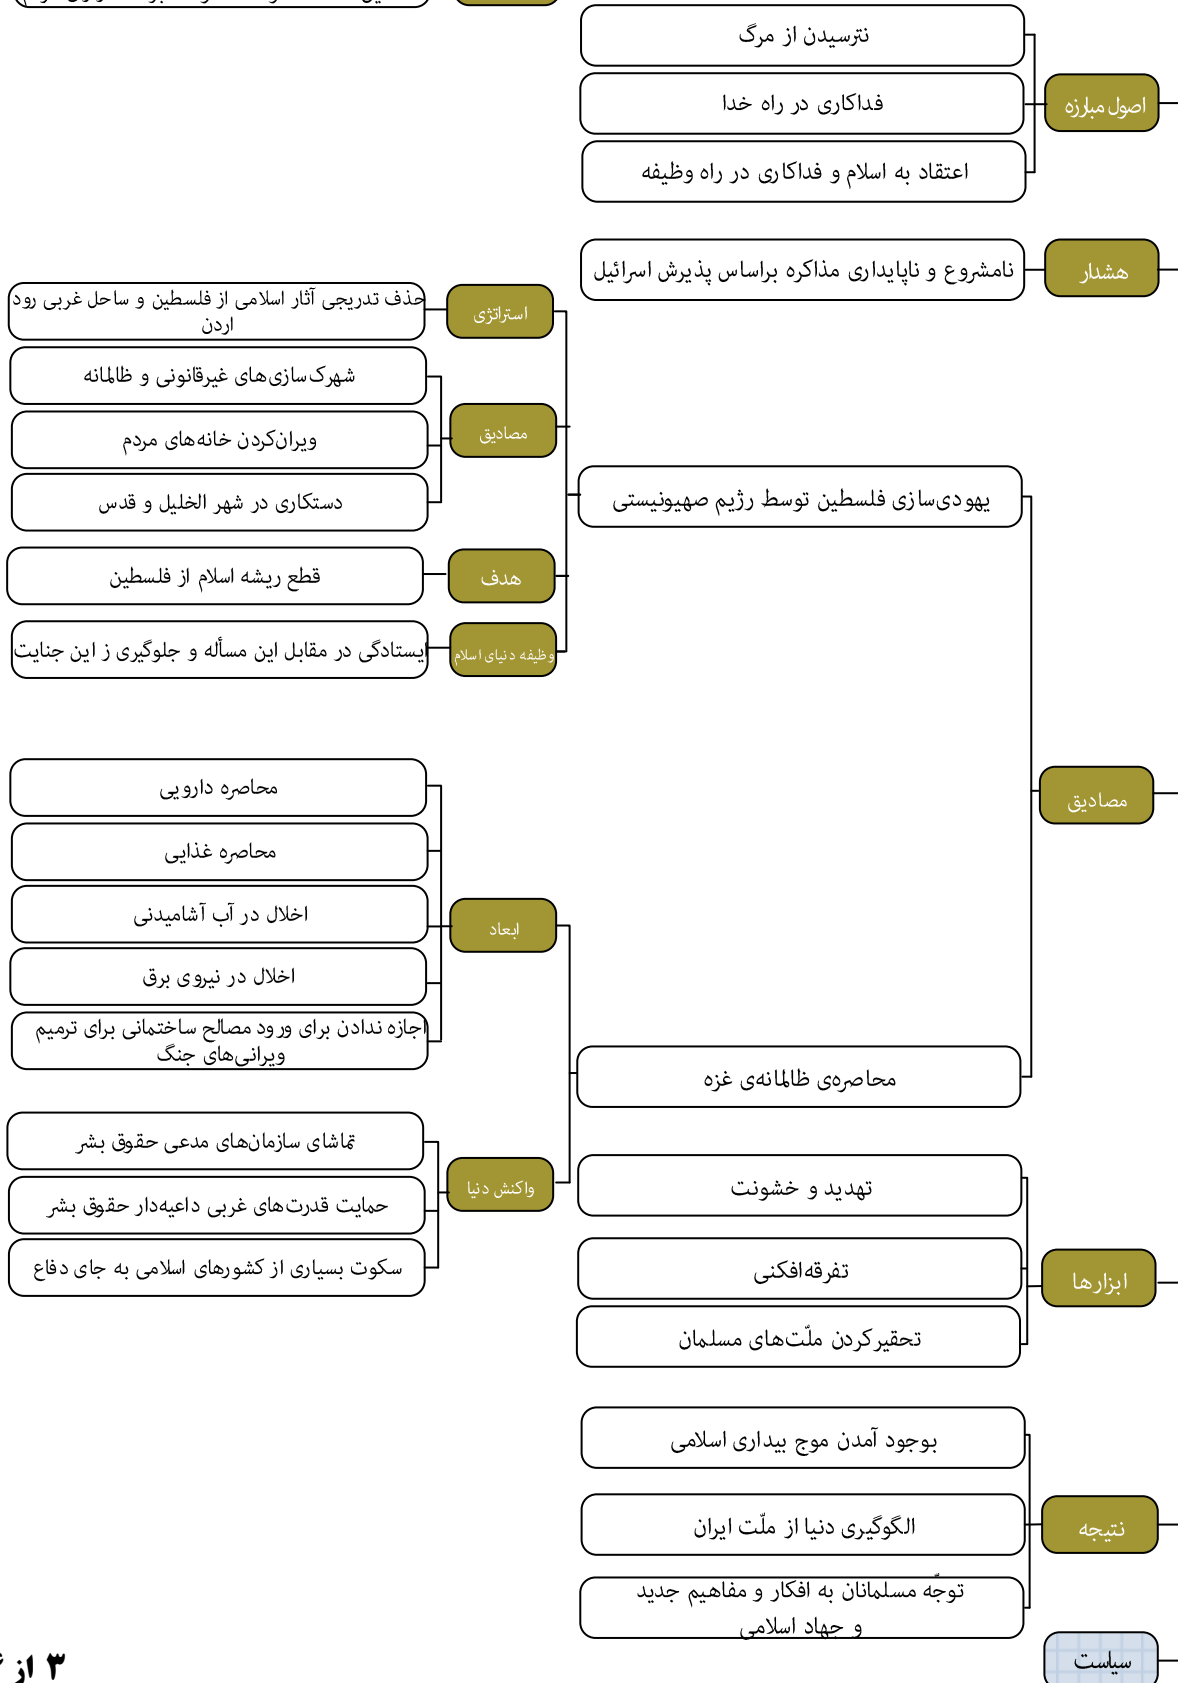 اصول مبارزه
نترسیدن از مرگ
فداکاری در راه خدا
اعتقاد به اسلام و فداکاری در راه وظیفه
هشدار
نامشروع و ناپایداری مذاکره براساس پذیرش اسرائیل
مصادیق
یهودی‌سازی فلسطین توسط رژیم صهیونیستی
استراتژی
حذف تدریجی آثار اسلامی از فلسطین و ساحل غربی رود
اردن
مصادیق
شهرک‌سازی‌های غیرقانونی و ظالمانه
ویران‌کردن خانه‌های مردم
دستکاری در شهر الخلیل و قدس
هدف
قطع ریشه اسلام از فلسطین
وظیفه دنیای اسلام
ایستادگی در مقابل این مسأله و جلوگیری ز این جنایت
محاصره‌ی ظالمانه‌ی غزه
ابعاد
محاصره دارویی
محاصره غذایی
اخلال در آب آشامیدنی
اخلال در نیروی برق
اجازه ندادن برای ورود مصالح ساختمانی برای ترمیم
ویرانی‌های جنگ
واکنش دنیا
تماشای سازمان‌های مدعی حقوق بشر
حمایت قدرت‌های غربی داعیه‌دار حقوق بشر
سکوت بسیاری از کشورهای اسلامی به جای دفاع
ابزارها
تهدید و خشونت
تفرقه‌افکنی
تحقیرکردن ملّت‌های مسلمان
نتیجه
بوجود آمدن موج بیداری اسلامی
الگوگیری دنیا از ملّت ایران
توجّه مسلمانان به افکار و مفاهیم جدید
و جهاد اسلامی
سیاست
۳ از